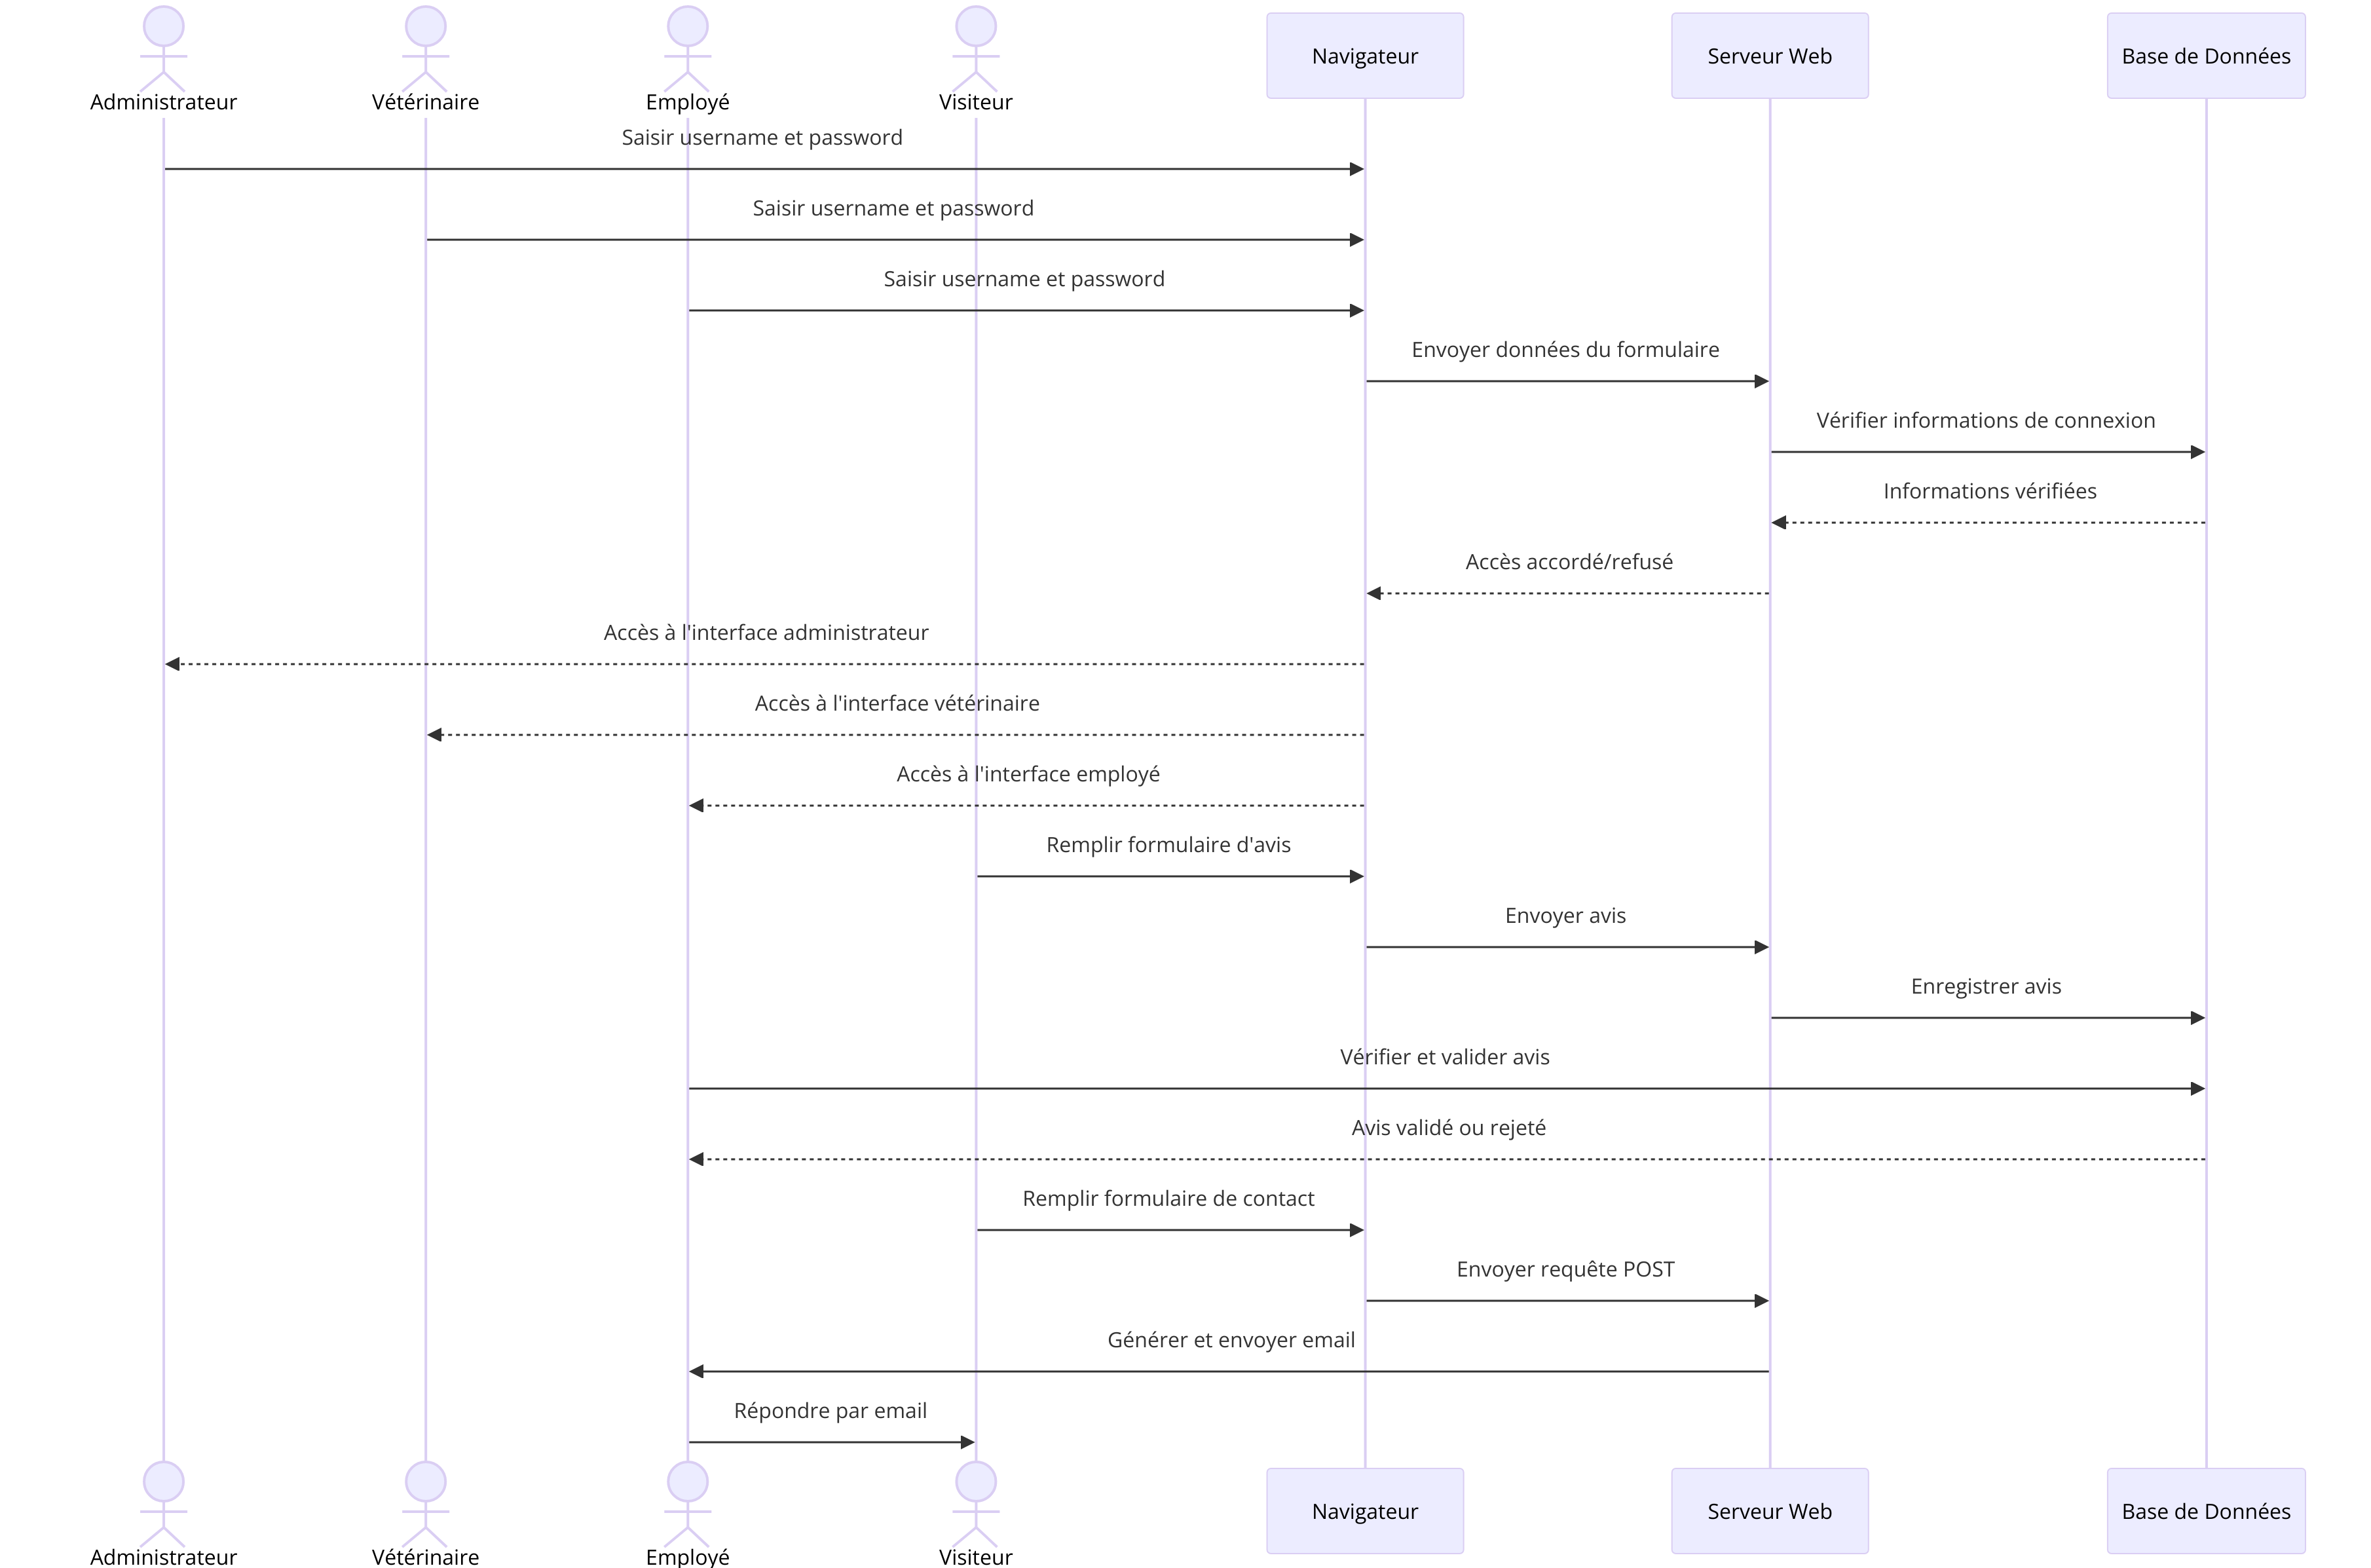 Administrateur
Vétérinaire
Employé
Visiteur
Navigateur
Serveur Web
Base de Données
Saisir username et password
Saisir username et password
Saisir username et password
Envoyer données du formulaire
Vérifier informations de connexion
Informations vérifiées
Accès accordé/refusé
Accès à l'interface administrateur
Accès à l'interface vétérinaire
Accès à l'interface employé
Remplir formulaire d'avis
Envoyer avis
Enregistrer avis
Vérifier et valider avis
Avis validé ou rejeté
Remplir formulaire de contact
Envoyer requête POST
Générer et envoyer email
Répondre par email
Administrateur
Vétérinaire
Employé
Visiteur
Navigateur
Serveur Web
Base de Données